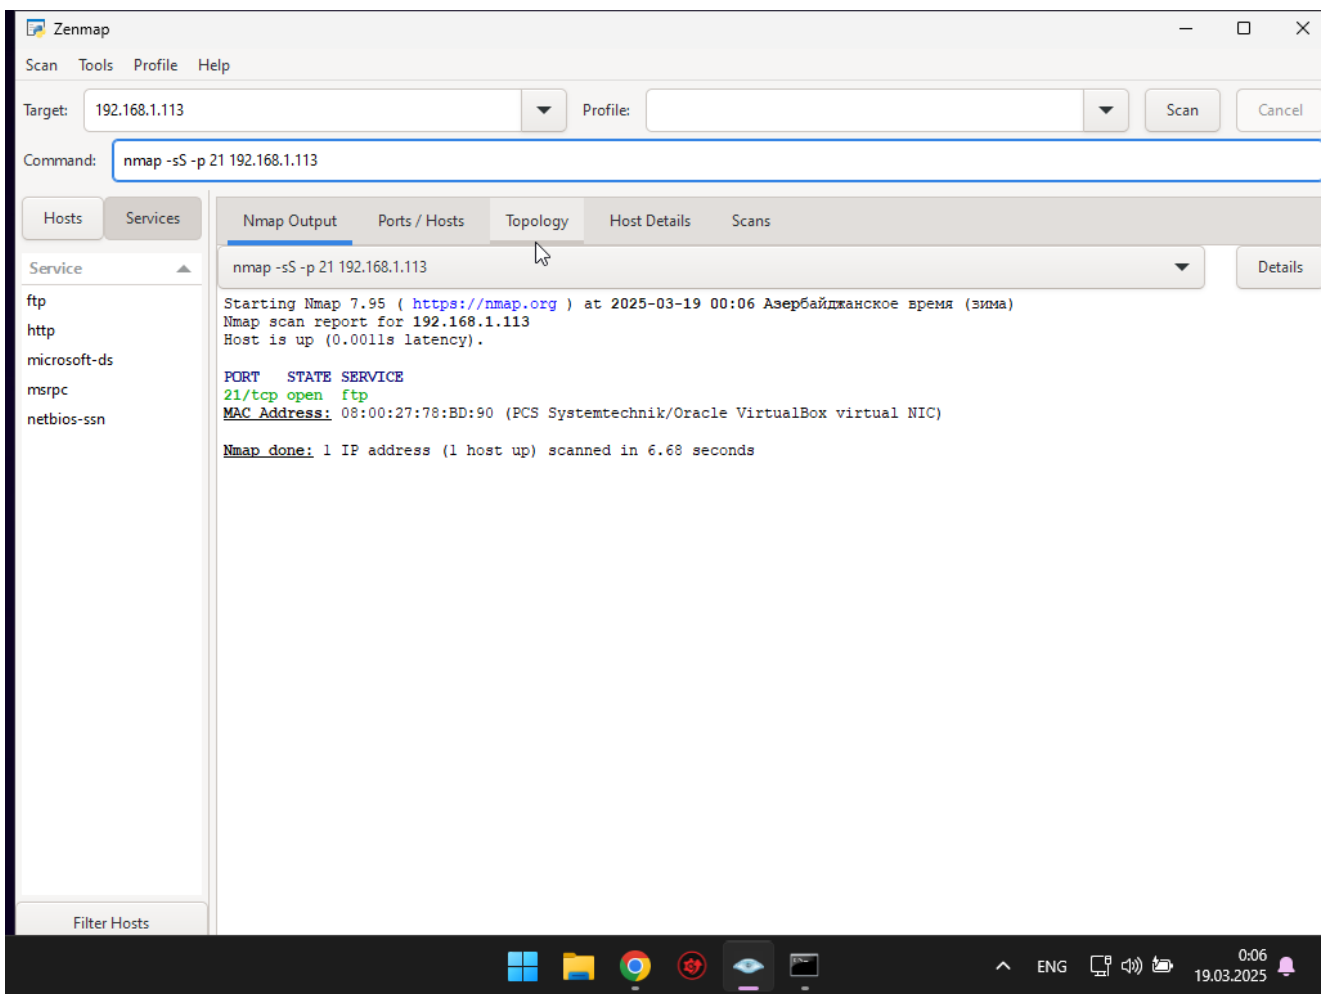 Zenmap
Scan Tools Profile Help
Target: 192.168.1.113 Profile: Scan Cancel
Command: nmap -sS -p 21 192.168.1.113
Hosts Services Nmap Output Ports / Hosts Topology Host Details Scans
Service nmap -sS -p 21 192.168.1.113 Details
ftp
http
microsoft-ds
msrpc
netbios-ssn
Starting Nmap 7.95 ( https://nmap.org ) at 2025-03-19 00:06 Азербайджанское время (зима)
Nmap scan report for 192.168.1.113
Host is up (0.0011s latency).
PORT STATE SERVICE
21/tcp open ftp
MAC Address: 08:00:27:78:BD:90 (PCS Systemtechnik/Oracle VirtualBox virtual NIC)
Nmap done: 1 IP address (1 host up) scanned in 6.68 seconds
Filter Hosts
ENG 0:06
19.03.2025